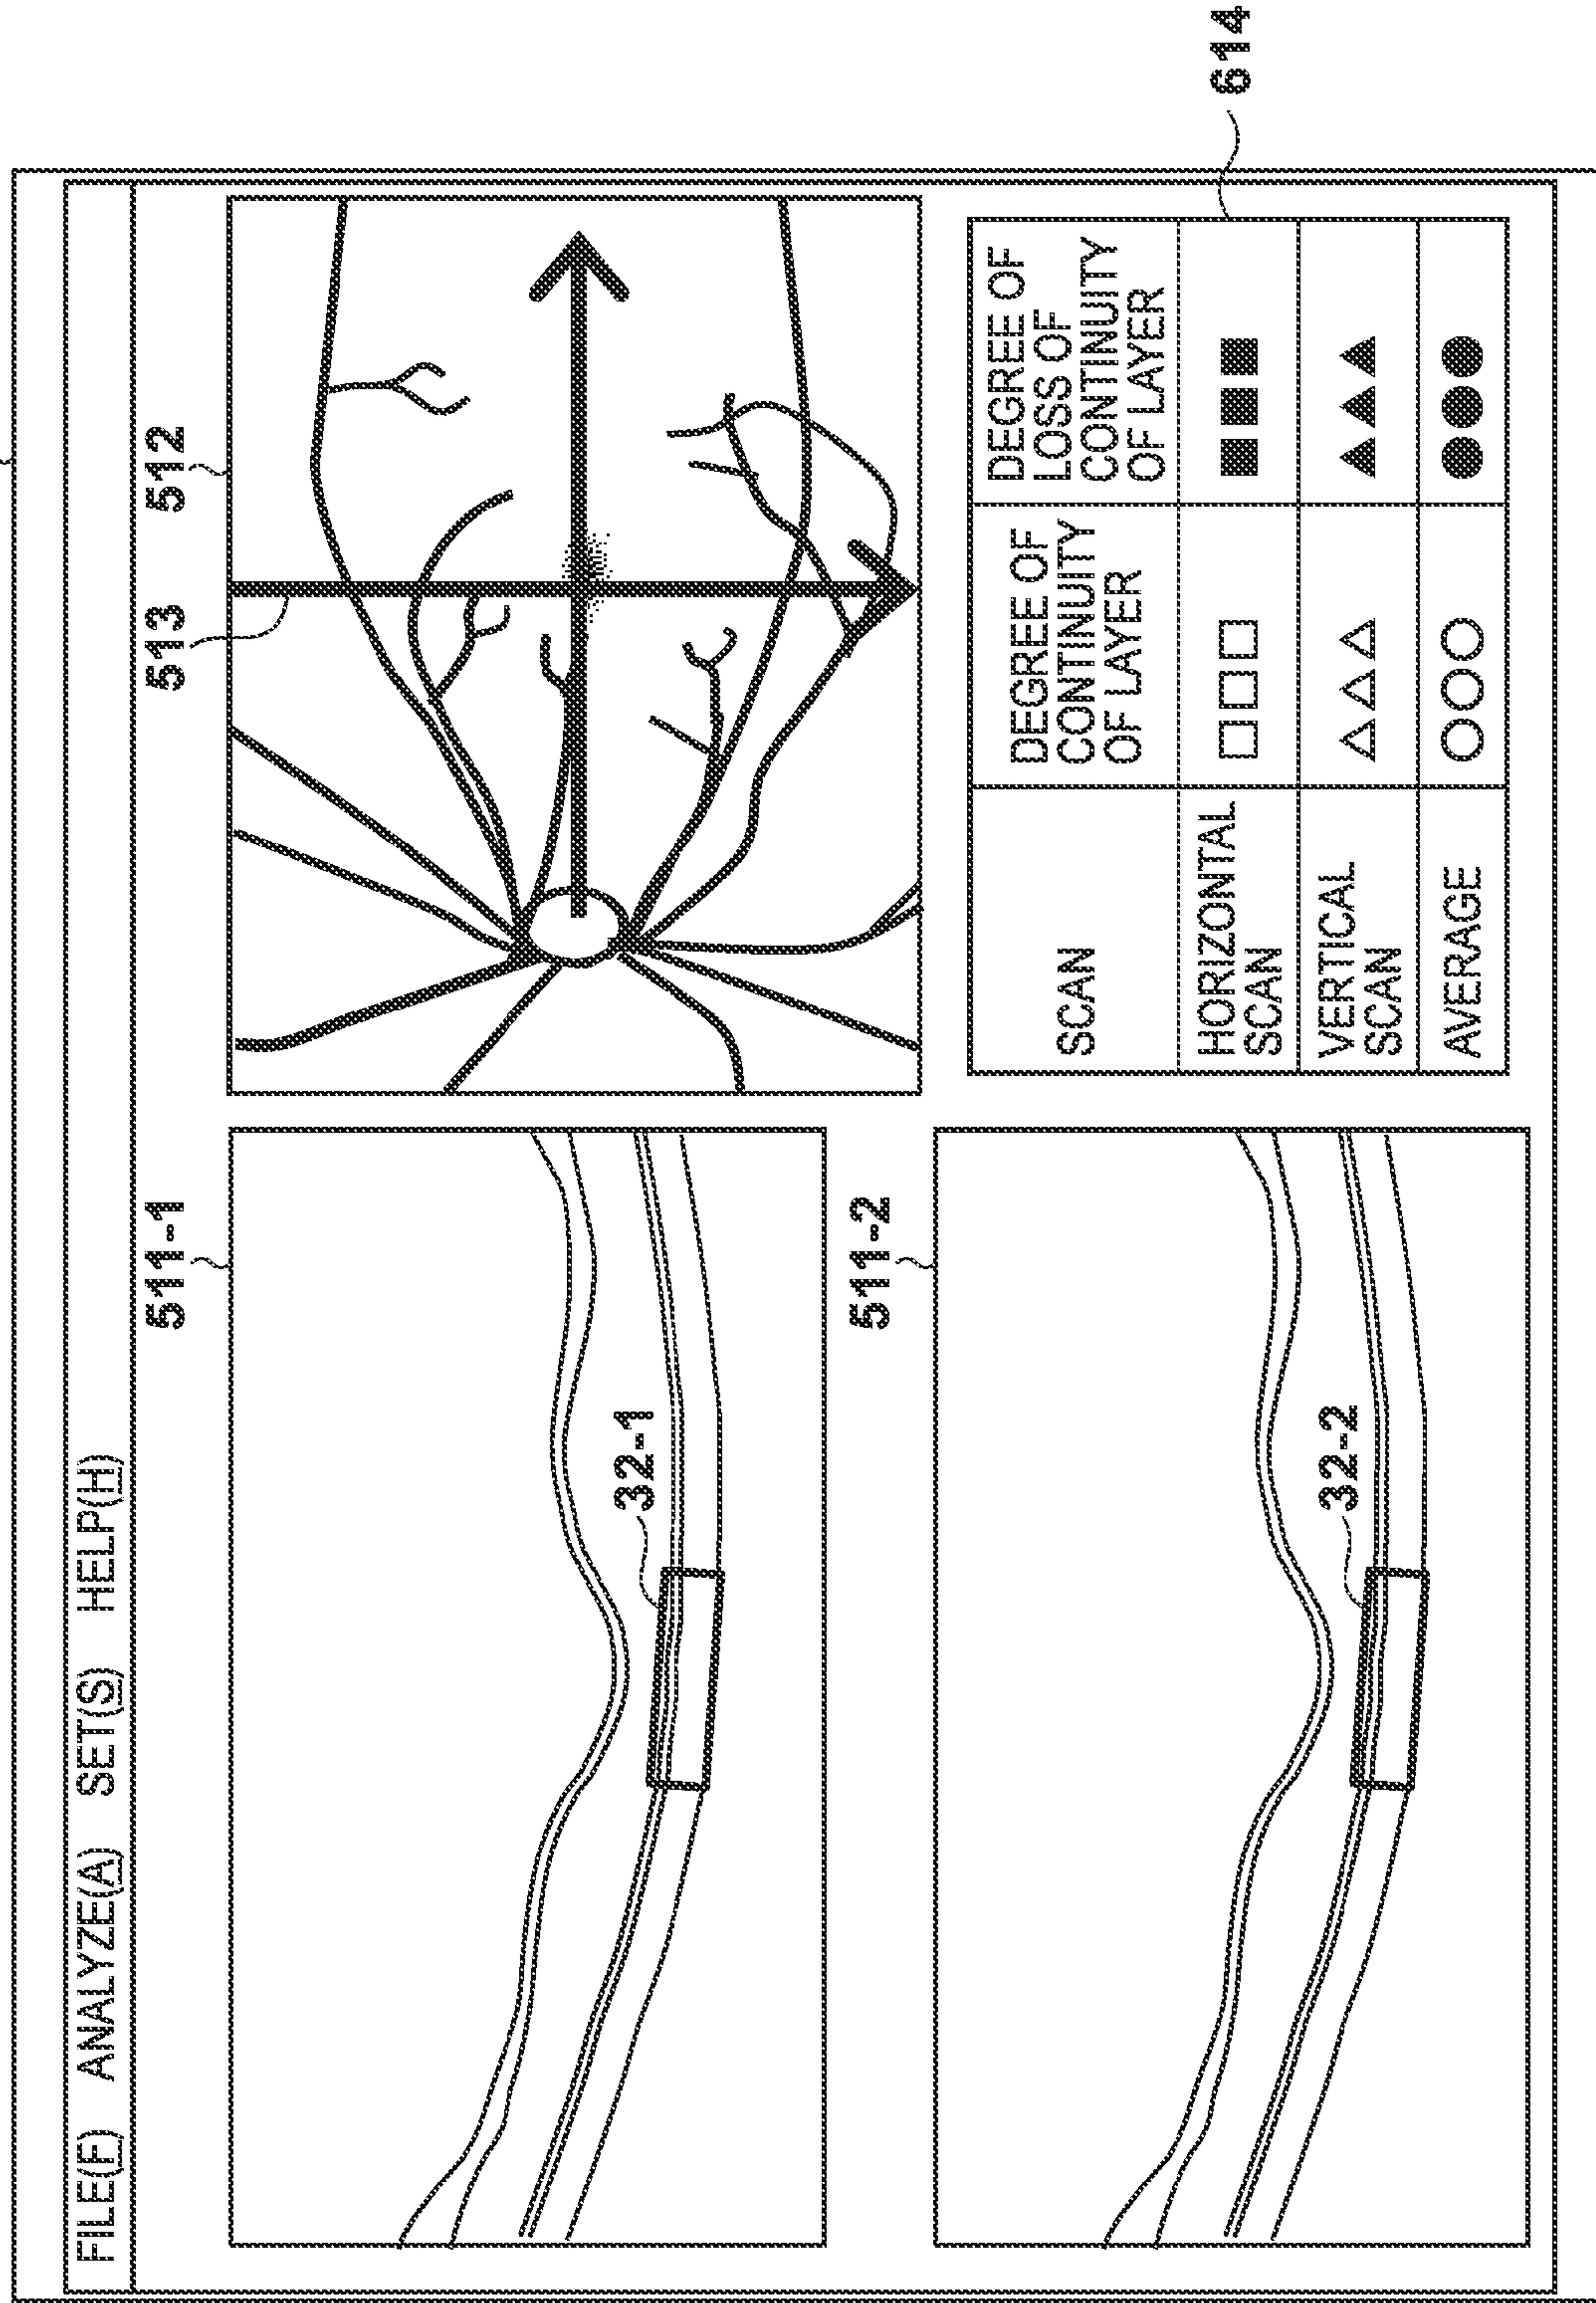 FILE(F) ANALYZE(A) SET(S) HELP(H)
511-1
513
512
32-1
511-2
32-2
614
SCAN
DEGREE OF
CONTINUITY
OF LAYER
DEGREE OF
LOSS OF
CONTINUITY
OF LAYER
HORIZONTAL
SCAN
□□□
■■■
VERTICAL
SCAN
△△△
▲▲▲
AVERAGE
○○○
●●●